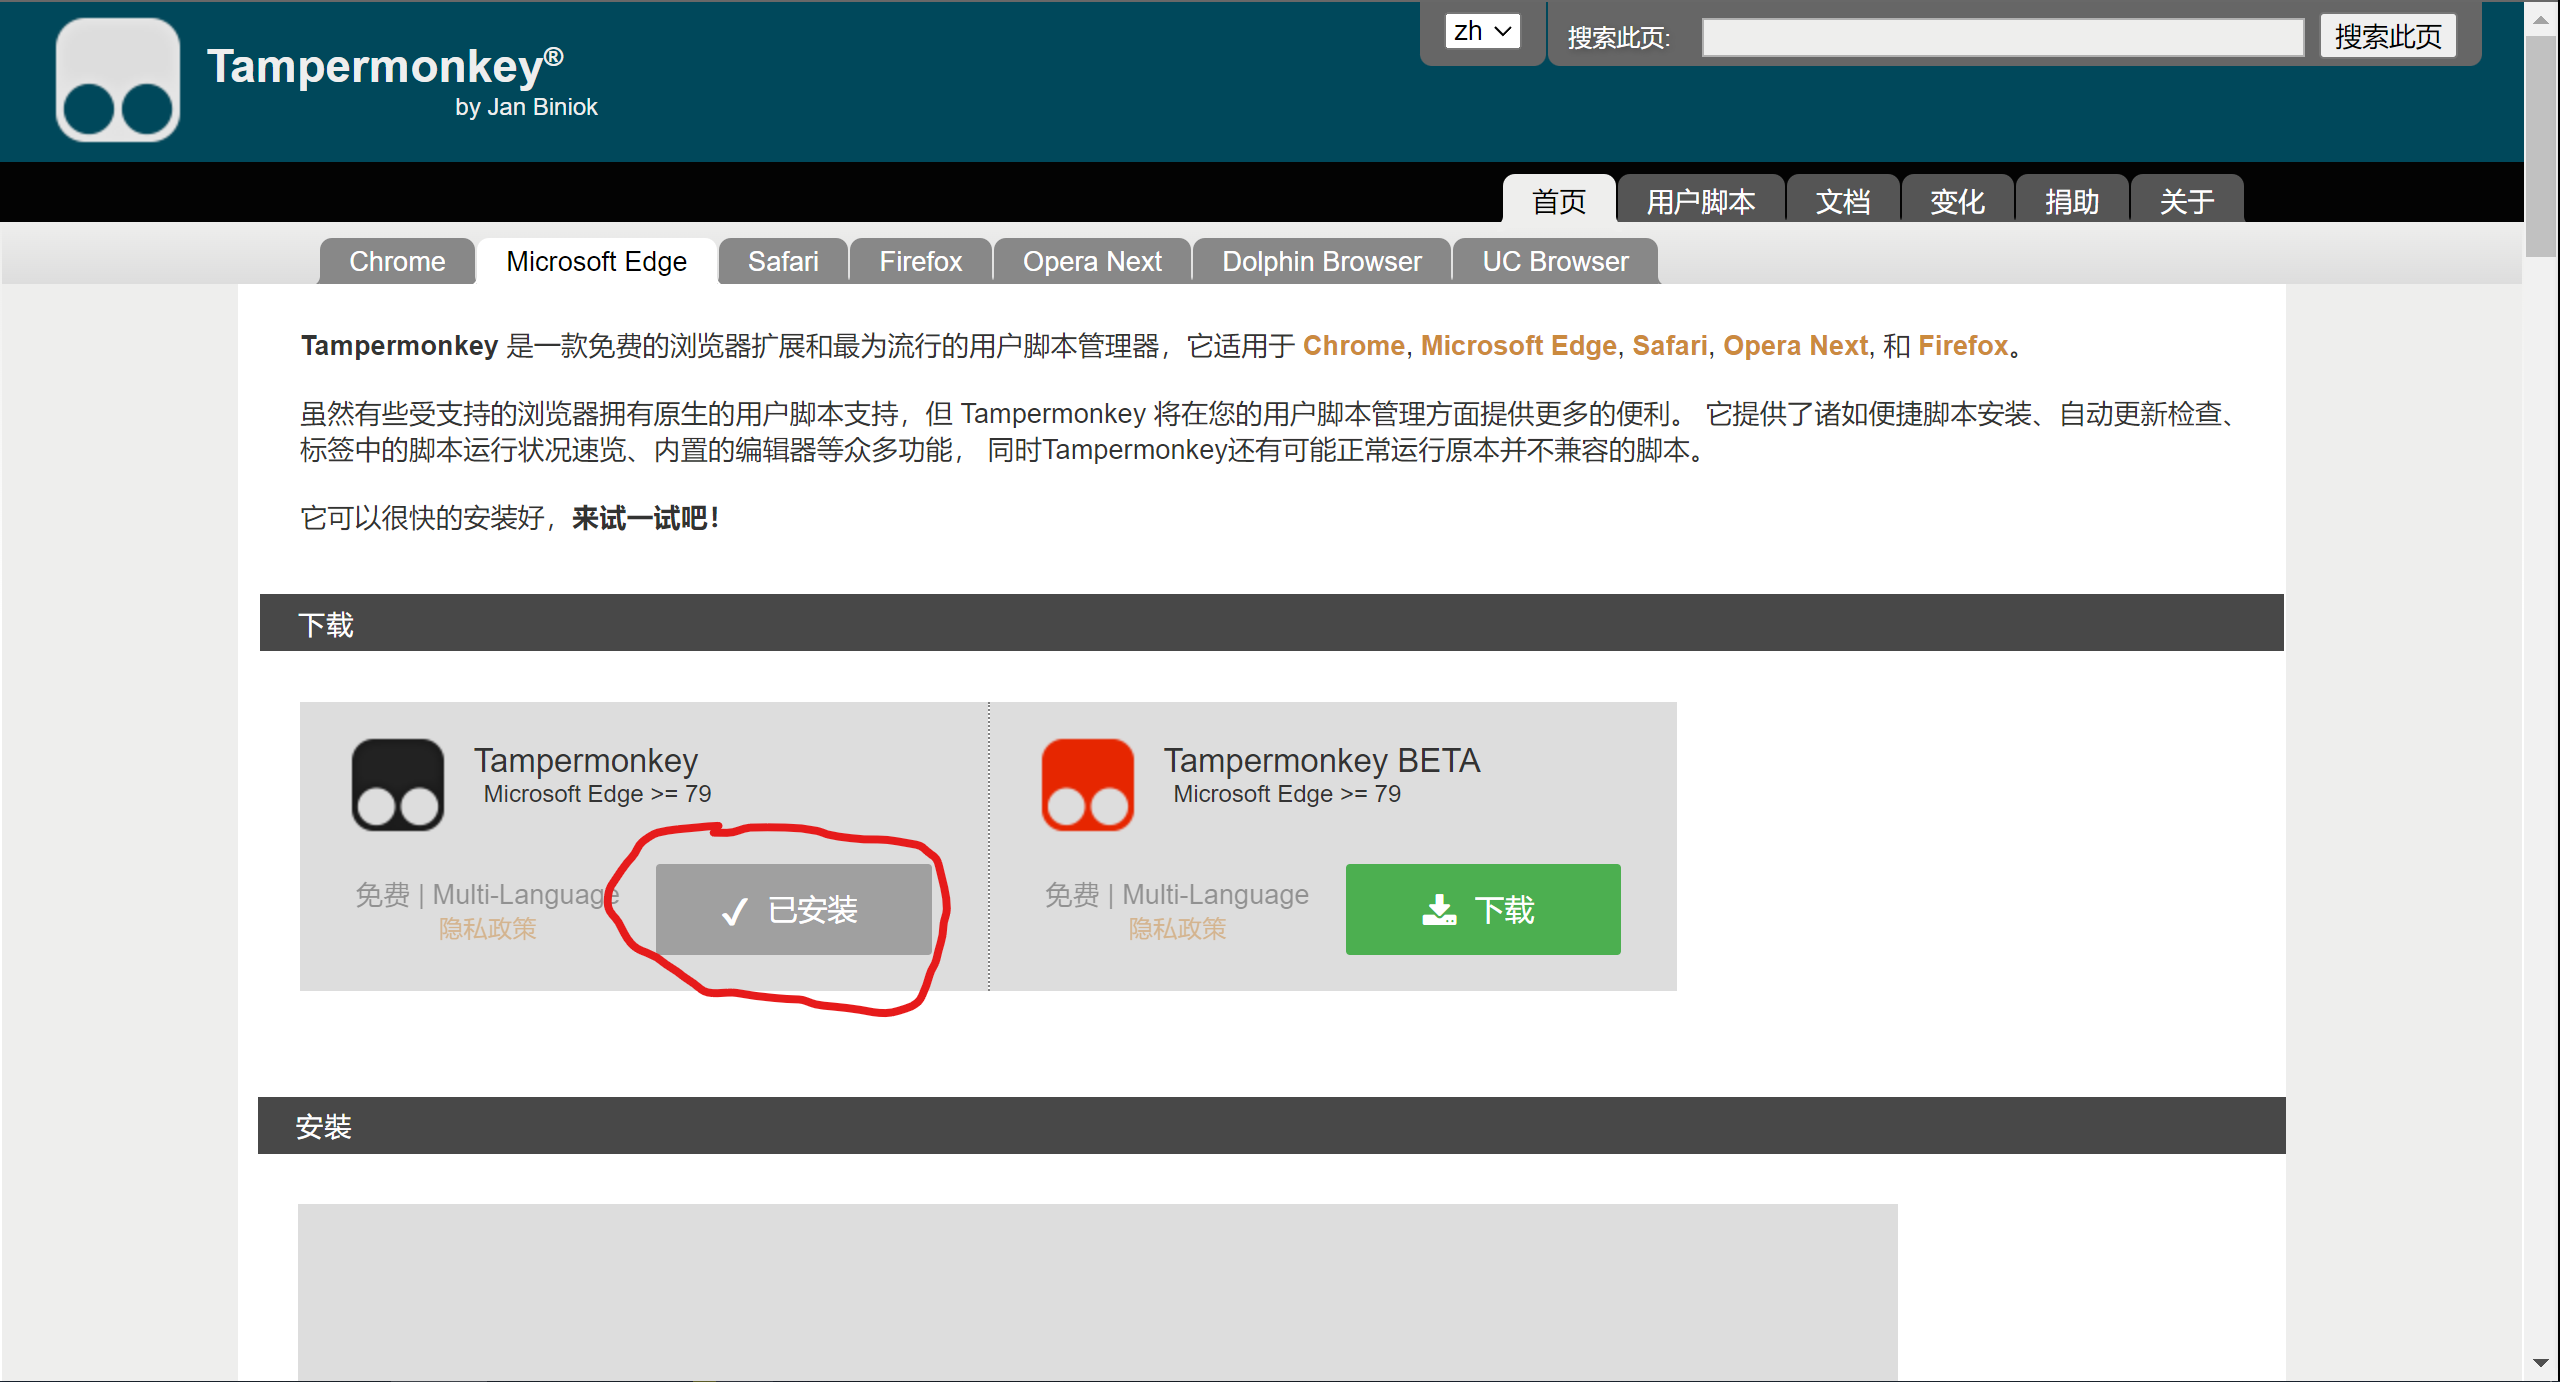 Tampermonkey®
by Jan Biniok
zh
搜索此页:
搜索此页
首页
用户脚本
文档
变化
捐助
关于
Chrome
Microsoft Edge
Safari
Firefox
Opera Next
Dolphin Browser
UC Browser
Tampermonkey 是一款免费的浏览器扩展和最为流行的用户脚本管理器，它适用于 Chrome, Microsoft Edge, Safari, Opera Next, 和 Firefox。
虽然有些受支持的浏览器拥有原生的用户脚本支持，但 Tampermonkey 将在您的用户脚本管理方面提供更多的便利。 它提供了诸如便捷脚本安装、自动更新检查、
标签中的脚本运行状况速览、内置的编辑器等众多功能， 同时Tampermonkey还有可能正常运行原本并不兼容的脚本。
它可以很快的安装好，来试一试吧！
下载
Tampermonkey
Microsoft Edge >= 79
免费 | Multi-Language
隐私政策
已安装
Tampermonkey BETA
Microsoft Edge >= 79
免费 | Multi-Language
隐私政策
下载
安裝